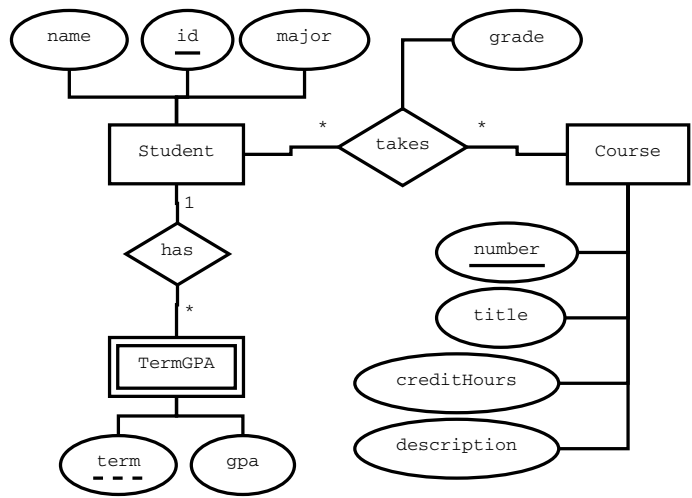 name
id
major
grade
*
*
takes
Student
Course
1
has
number
*
title
TermGPA
creditHours
description
term
gpa